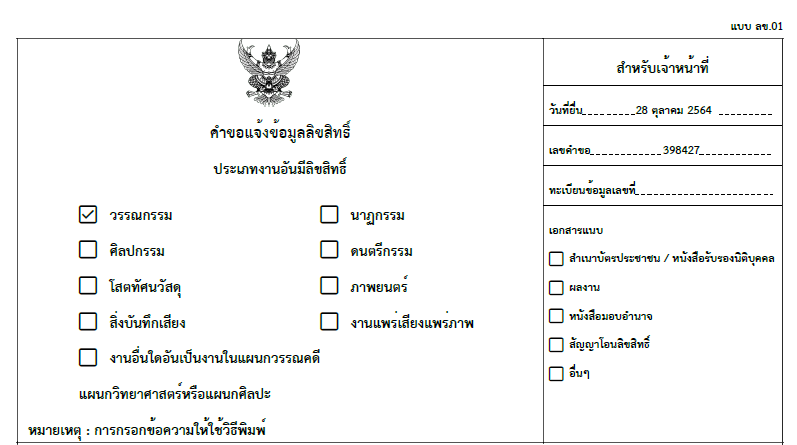 แบบ ลข.01
คำขอแจ้งข้อมูลลิขสิทธิ์
ประเภทงานอันมีลิขสิทธิ์
วรรณกรรม
นาฏกรรม
ศิลปกรรม
ดนตรีกรรม
โสตทัศนวัสดุ
ภาพยนตร์
สิ่งบันทึกเสียง
งานแพร่เสียงแพร่ภาพ
งานอื่นใดอันเป็นงานในแผนกวรรณคดี
แผนกวิทยาศาสตร์หรือแผนกศิลปะ
หมายเหตุ : การกรอกข้อความให้ใช้วิธีพิมพ์
สำหรับเจ้าหน้าที่
วันที่ยื่น_________28 ตุลาคม 2564 _________
เลขคำขอ____________398427____________
ทะเบียนข้อมูลเลขที่_______________________
เอกสารแนบ
สำเนาบัตรประชาชน / หนังสือรับรองนิติบุคคล
ผลงาน
หนังสือมอบอำนาจ
สัญญาโอนลิขสิทธิ์
อื่นๆ